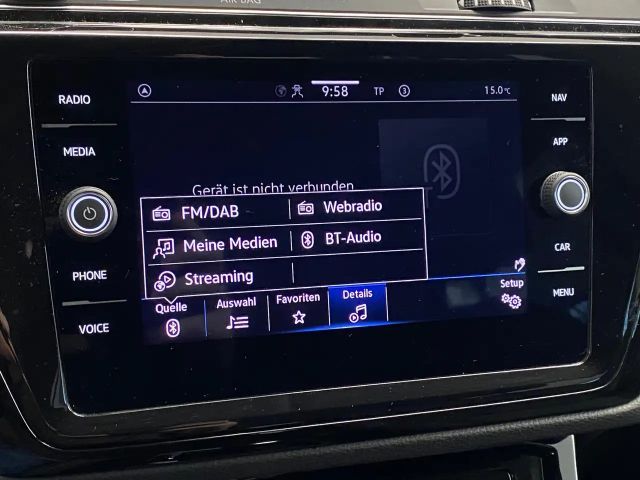 AIR BAG
RADIO
MEDIA
PHONE
VOICE
9:58
TP
3
15.0°C
Gerät ist nicht verbunden
FM/DAB
Webradio
Meine Medien
BT-Audio
Streaming
Quelle
Auswahl
Favoriten
Details
Setup
NAV
APP
CAR
MENU